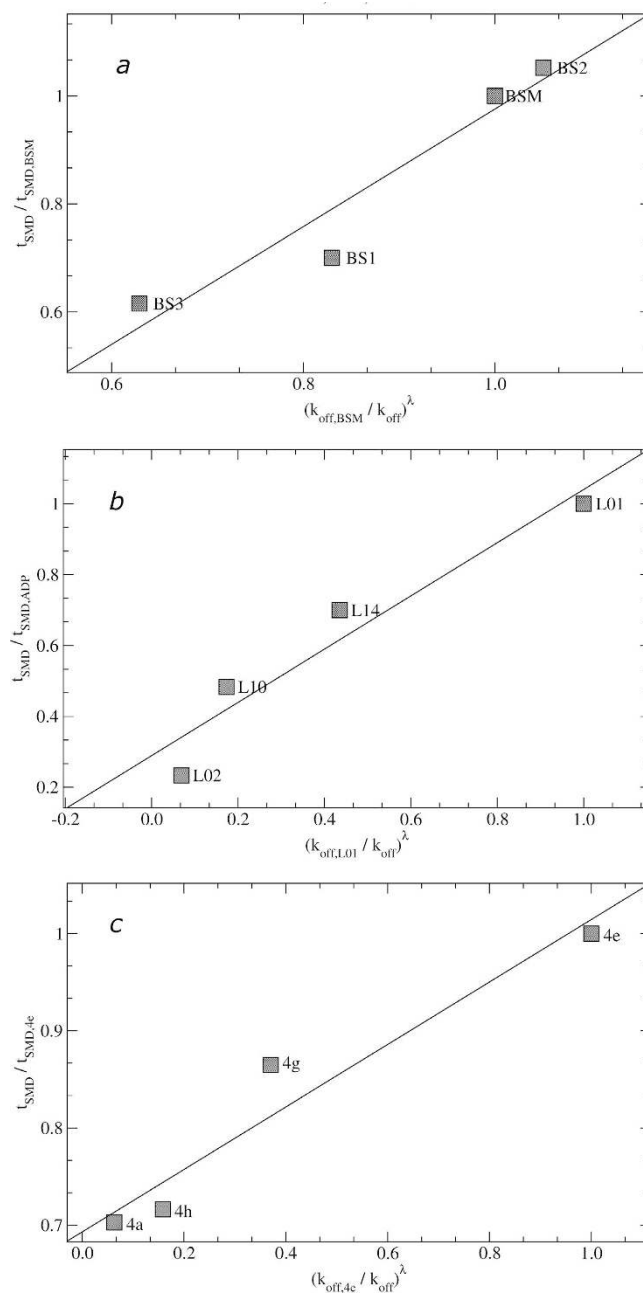 a
t_SMD / t_SMD,BSM
1
0.8
0.6
BS2
BSM
BS1
BS3
0.6 0.8 1.0
(k_off,BSM / k_off)^λ
b
t_SMD / t_SMD,ADP
1
0.8
0.6
0.4
0.2
L01
L14
L10
L02
-0.2 0.0 0.2 0.4 0.6 0.8 1.0
(k_off,L01 / k_off)^λ
c
t_SMD / t_SMD,4e
1
0.9
0.8
0.7
4e
4g
4h
4a
0.0 0.2 0.4 0.6 0.8 1.0
(k_off,4e / k_off)^λ